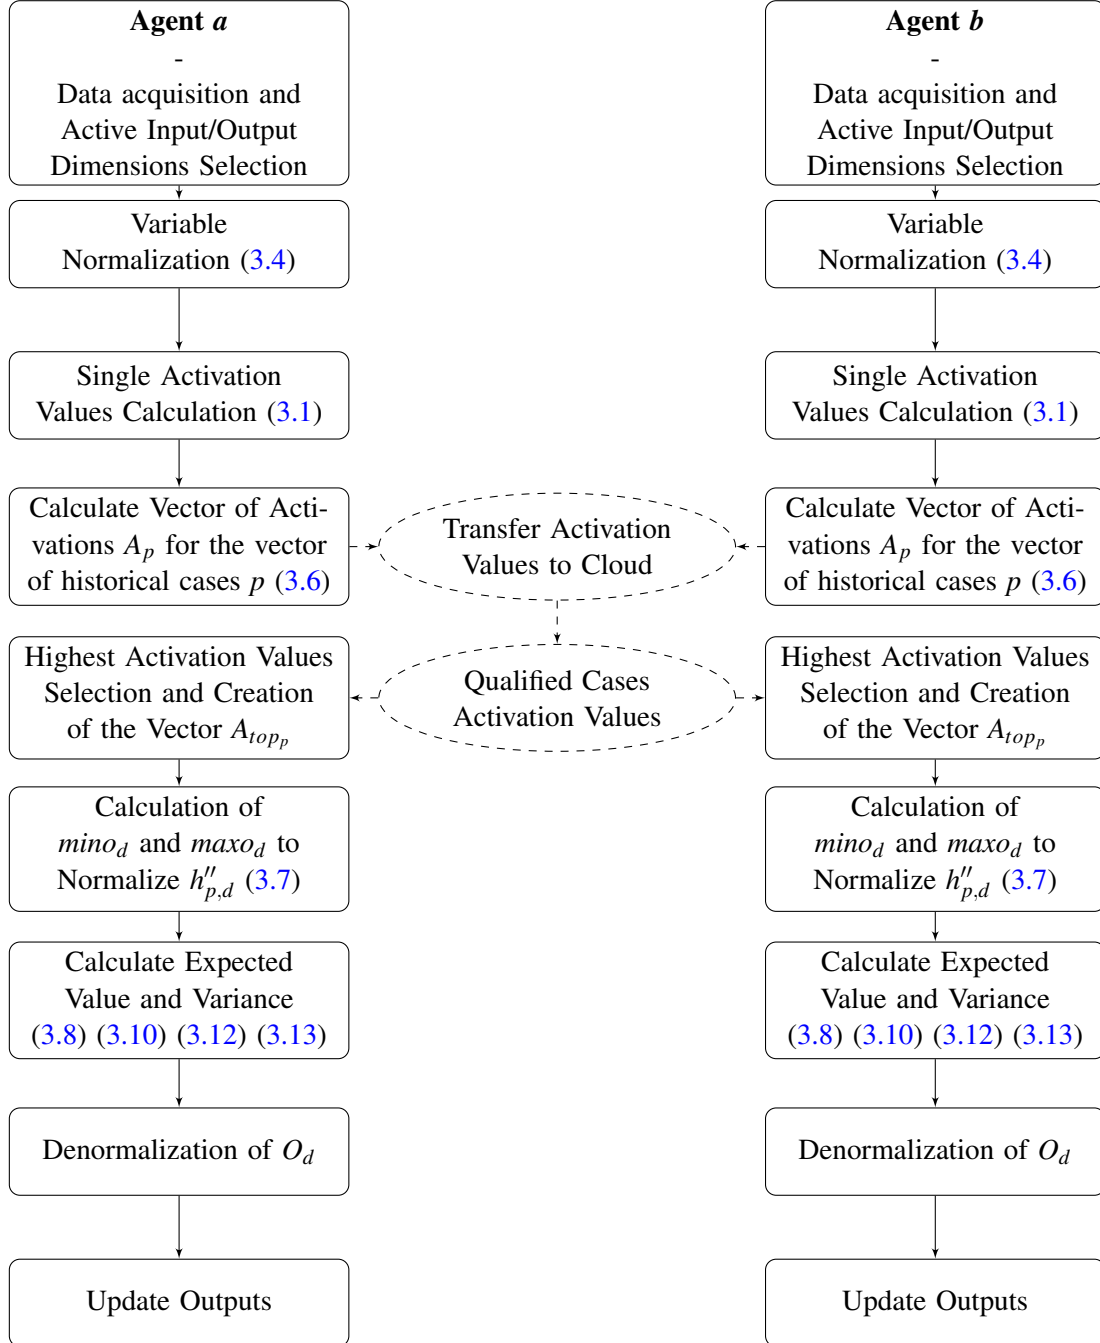 Agent a
-
Data acquisition and
Active Input/Output
Dimensions Selection
Variable
Normalization (3.4)
Single Activation
Values Calculation (3.1)
Calculate Vector of Acti-
vations A_p for the vector
of historical cases p (3.6)
Highest Activation Values
Selection and Creation
of the Vector A_{top_p}
Calculation of
mino_d and maxo_d to
Normalize h''_{p,d} (3.7)
Calculate Expected
Value and Variance
(3.8) (3.10) (3.12) (3.13)
Denormalization of O_d
Update Outputs
Transfer Activation
Values to Cloud
Qualified Cases
Activation Values
Agent b
-
Data acquisition and
Active Input/Output
Dimensions Selection
Variable
Normalization (3.4)
Single Activation
Values Calculation (3.1)
Calculate Vector of Acti-
vations A_p for the vector
of historical cases p (3.6)
Highest Activation Values
Selection and Creation
of the Vector A_{top_p}
Calculation of
mino_d and maxo_d to
Normalize h''_{p,d} (3.7)
Calculate Expected
Value and Variance
(3.8) (3.10) (3.12) (3.13)
Denormalization of O_d
Update Outputs